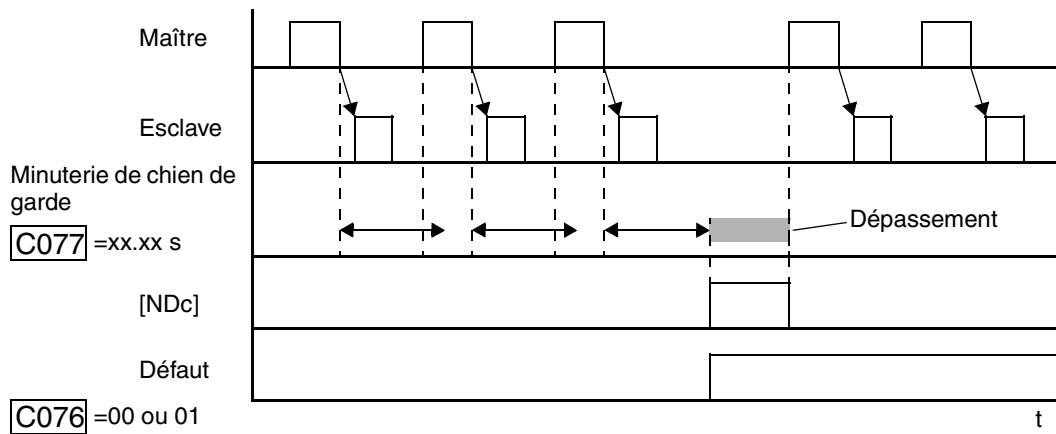 Maître
Esclave
Minuterie de chien de
garde
C077 =xx.xx s
Dépassement
[NDc]
Défaut
C076 =00 ou 01
t